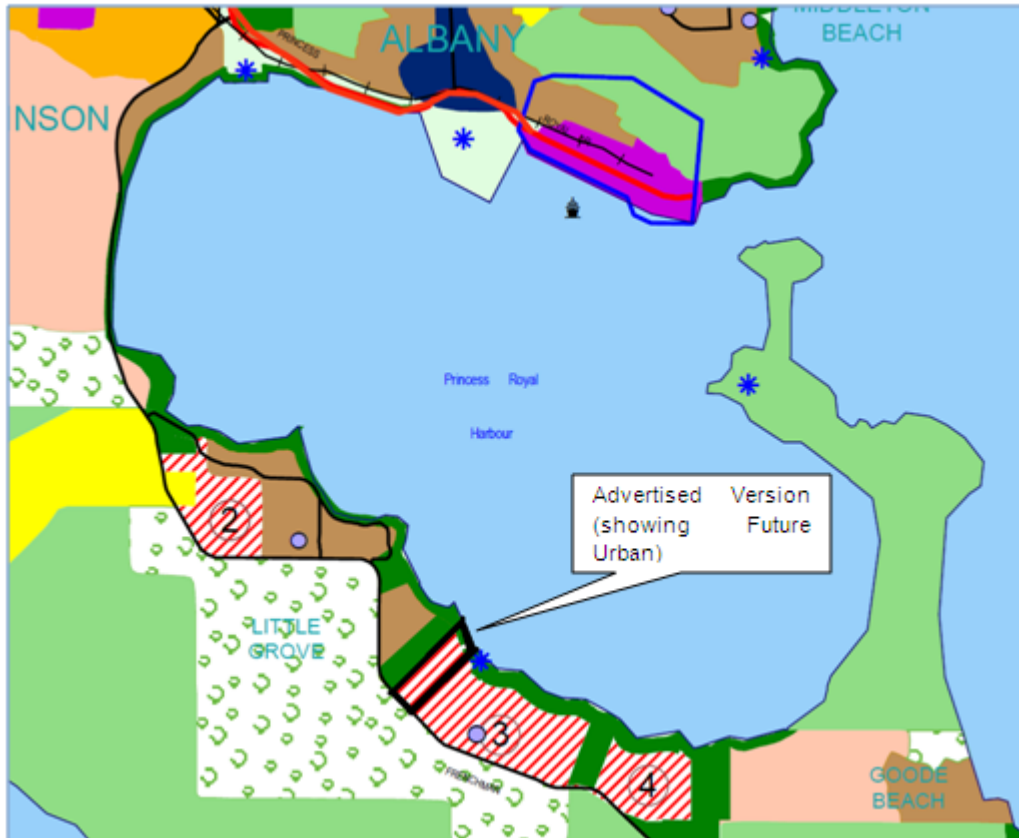 MIDDLETON
BEACH
ALBANY
PRINCESS
NSON
Princess Royal
Harbour
Advertised Version
(showing Future
Urban)
2
LITTLE
GROVE
3
FRENCHMAN
4
GOODE
BEACH